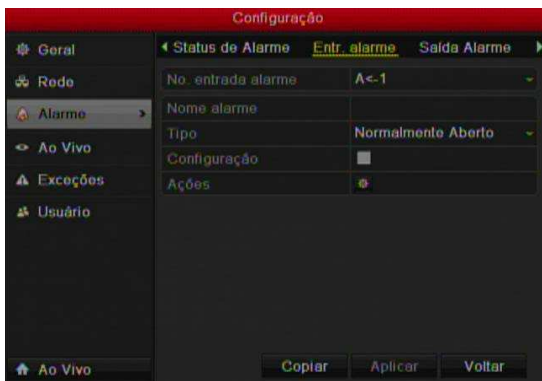 Configuração
Geral
Rede
Alarme
Ao Vivo
Exceções
Usuário
Ao Vivo
Status de Alarme Entr. alarme Saída Alarme
No. entrada alarme A<-1
Nome alarme
Tipo Normalmente Aberto
Configuração
Ações
Copiar Aplicar Voltar